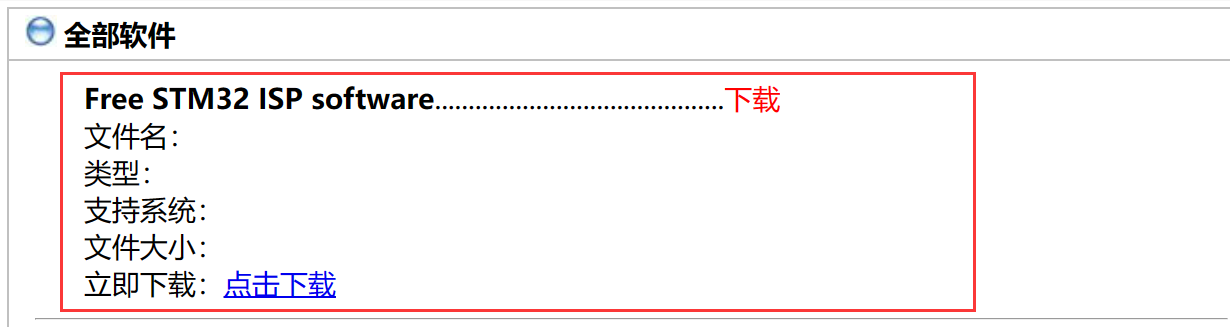 全部软件
Free STM32 ISP software...........................................下载
文件名：
类型：
支持系统：
文件大小：
立即下载：点击下载